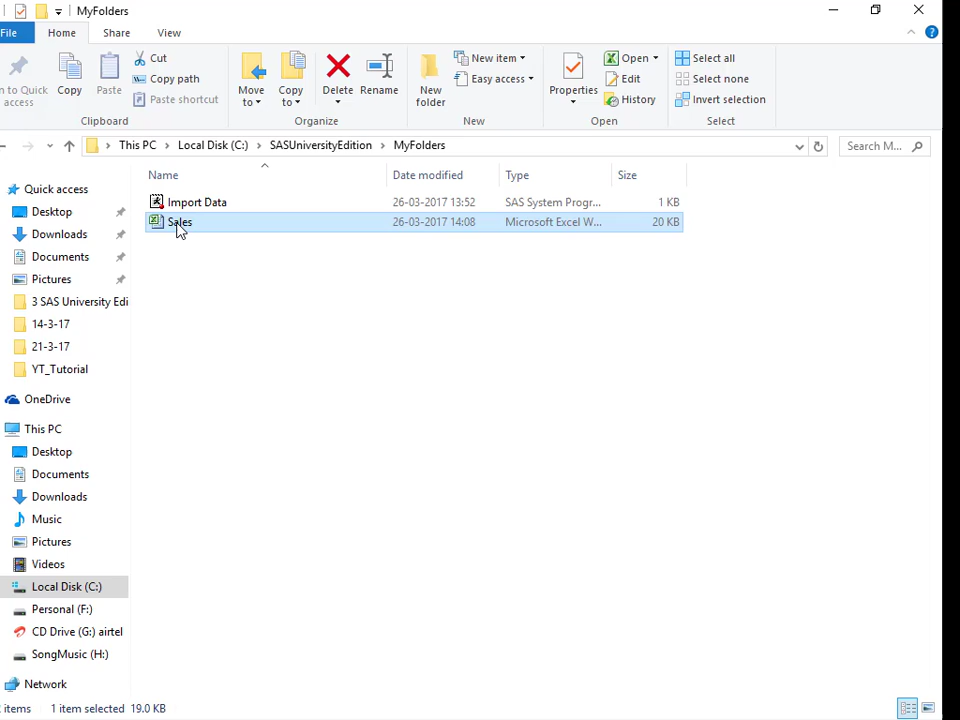 MyFolders
File Home Share View
n to Quick access
Copy
Paste
Cut
Copy path
Paste shortcut
Clipboard
Move to
Copy to
Delete
Rename
Organize
New folder
New item
Easy access
New
Properties
Open
Edit
History
Open
Select all
Select none
Invert selection
Select
This PC > Local Disk (C:) > SASUniversityEdition > MyFolders
Search M...
Name Date modified Type Size
Import Data 26-03-2017 13:52 SAS System Progr... 1 KB
Sales 26-03-2017 14:08 Microsoft Excel W... 20 KB
Quick access
Desktop
Downloads
Documents
Pictures
3 SAS University Edi
14-3-17
21-3-17
YT_Tutorial
OneDrive
This PC
Desktop
Documents
Downloads
Music
Pictures
Videos
Local Disk (C:)
Personal (F:)
CD Drive (G:) airtel
SongMusic (H:)
Network
items 1 item selected 19.0 KB